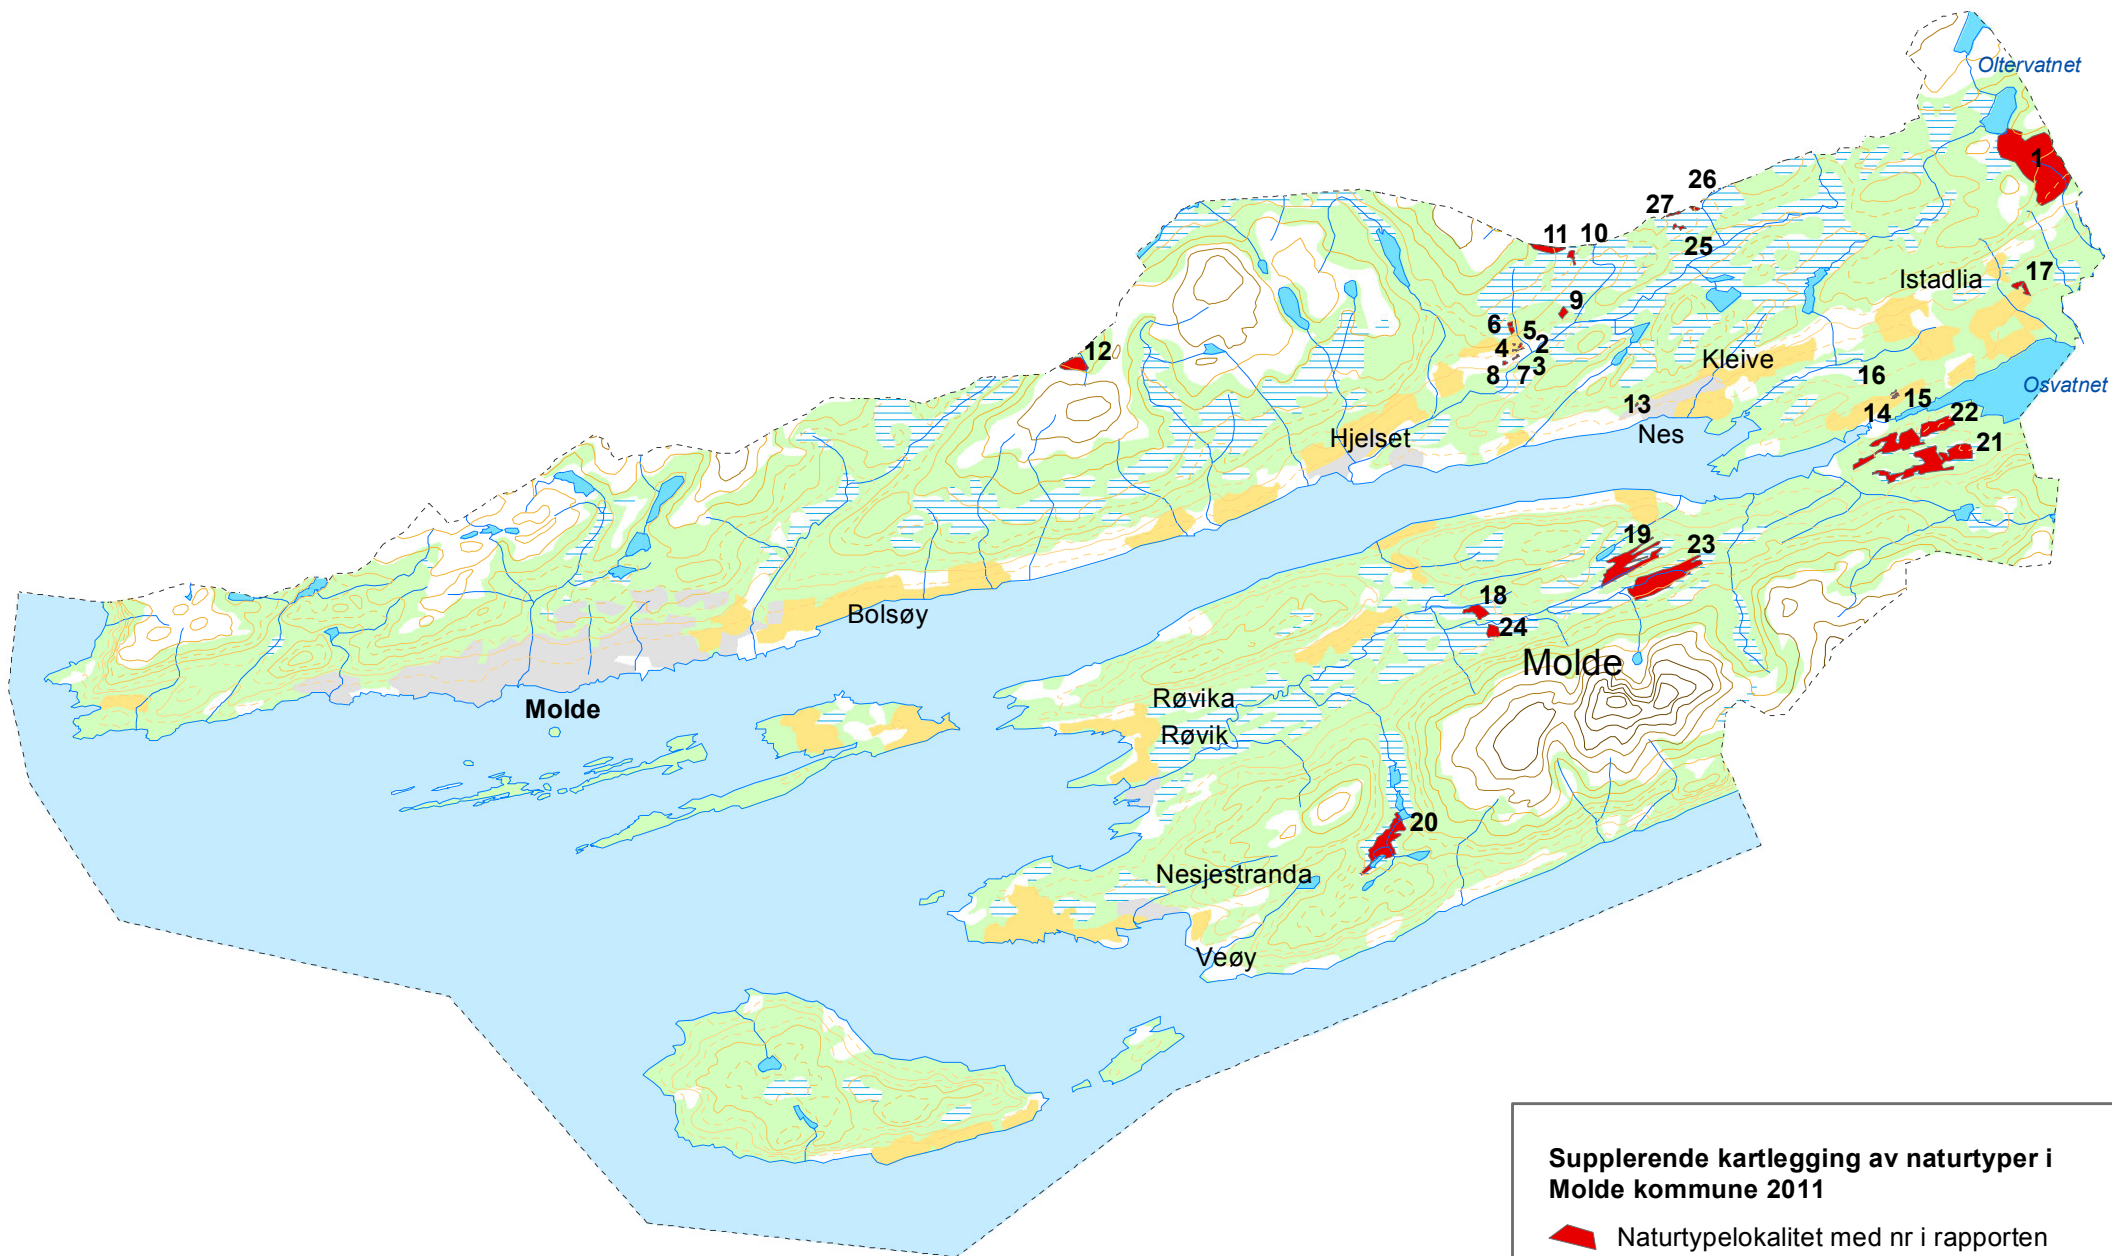 Oltervatnet
1
26
27
11
10
25
Istadlia
17
9
6
5
12
4
2
Kleive
3
8
7
16
Osvatnet
13
15
14
22
Hjelset
Nes
21
19
23
18
Bolsøy
24
Molde
Røvika
Molde
Røvik
20
Nesjestranda
Veøy
Supplerende kartlegging av naturtyper i
Molde kommune 2011
Naturtypelokalitet med nr i rapporten